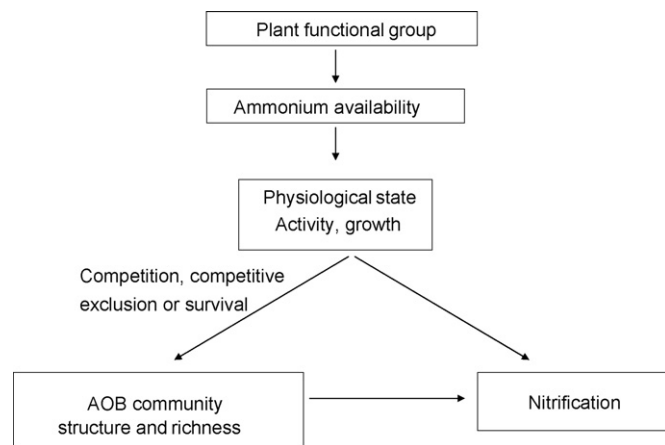 Plant functional group
Ammonium availability
Physiological state
Activity, growth
Competition, competitive
exclusion or survival
AOB community
structure and richness
Nitrification